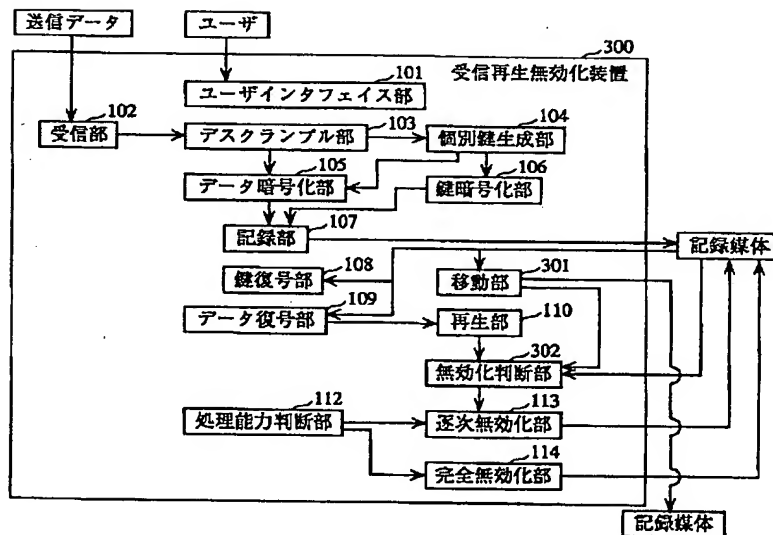 送信データ
ユーザ
300
受信再生無効化装置
101
ユーザインタフェイス部
102
受信部
103
デスクランブル部
104
個別鍵生成部
105
データ暗号化部
106
鍵暗号化部
107
記録部
記録媒体
108
鍵復号部
301
移動部
109
データ復号部
110
再生部
302
無効化判断部
112
処理能力判断部
113
逐次無効化部
114
完全無効化部
記録媒体